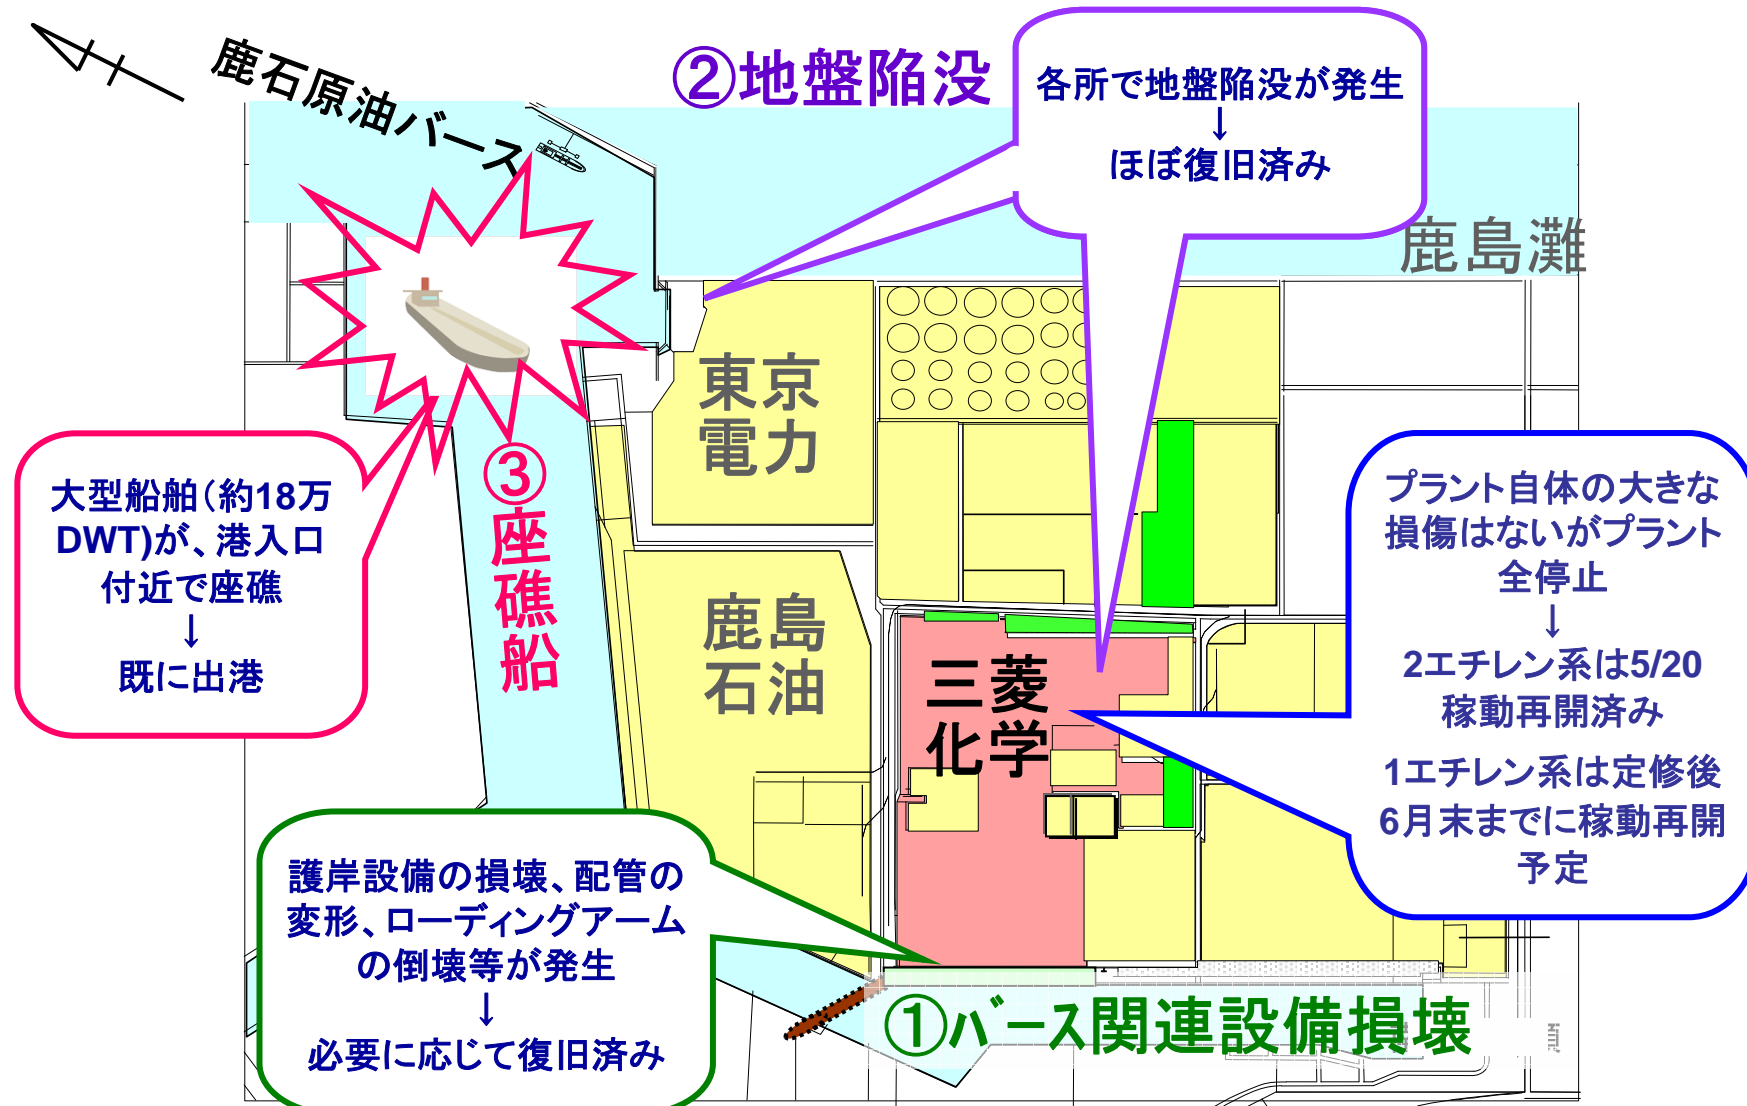 鹿石原油バース
②地盤陥没
各所で地盤陥没が発生
↓
ほぼ復旧済み
鹿島灘
東京
電力
③座礁船
大型船舶（約18万
DWT)が、港入口
付近で座礁
↓
既に出港
鹿島
石油
三菱
化学
プラント自体の大きな
損傷はないがプラント
全停止
↓
2エチレン系は5/20
稼動再開済み
1エチレン系は定修後
6月末までに稼動再開
予定
護岸設備の損壊、配管の
変形、ローディングアーム
の倒壊等が発生
↓
必要に応じて復旧済み
①バース関連設備損壊